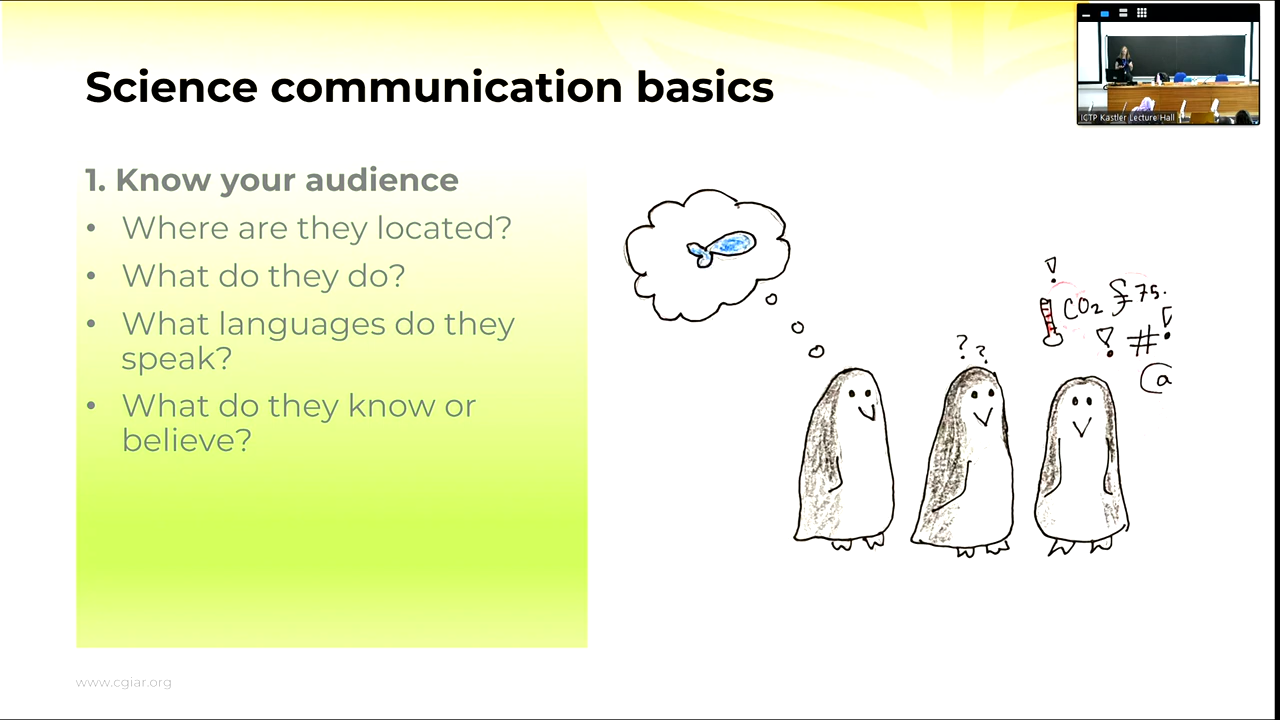 Science communication basics
ICTP Kastler Lecture Hall
1. Know your audience
• Where are they located?
• What do they do?
• What languages do they
speak?
• What do they know or
believe?
!
CO₂
! # !
@
? ?
www.cgiar.org